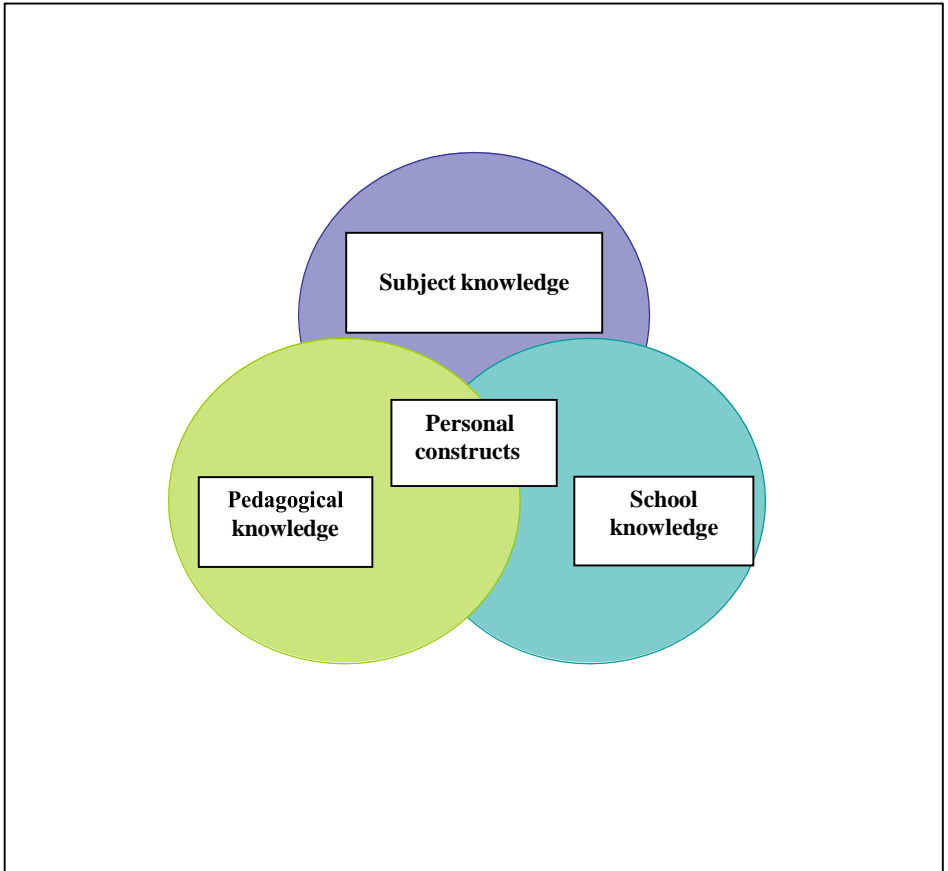 Subject knowledge
Personal
constructs
Pedagogical
knowledge
School
knowledge